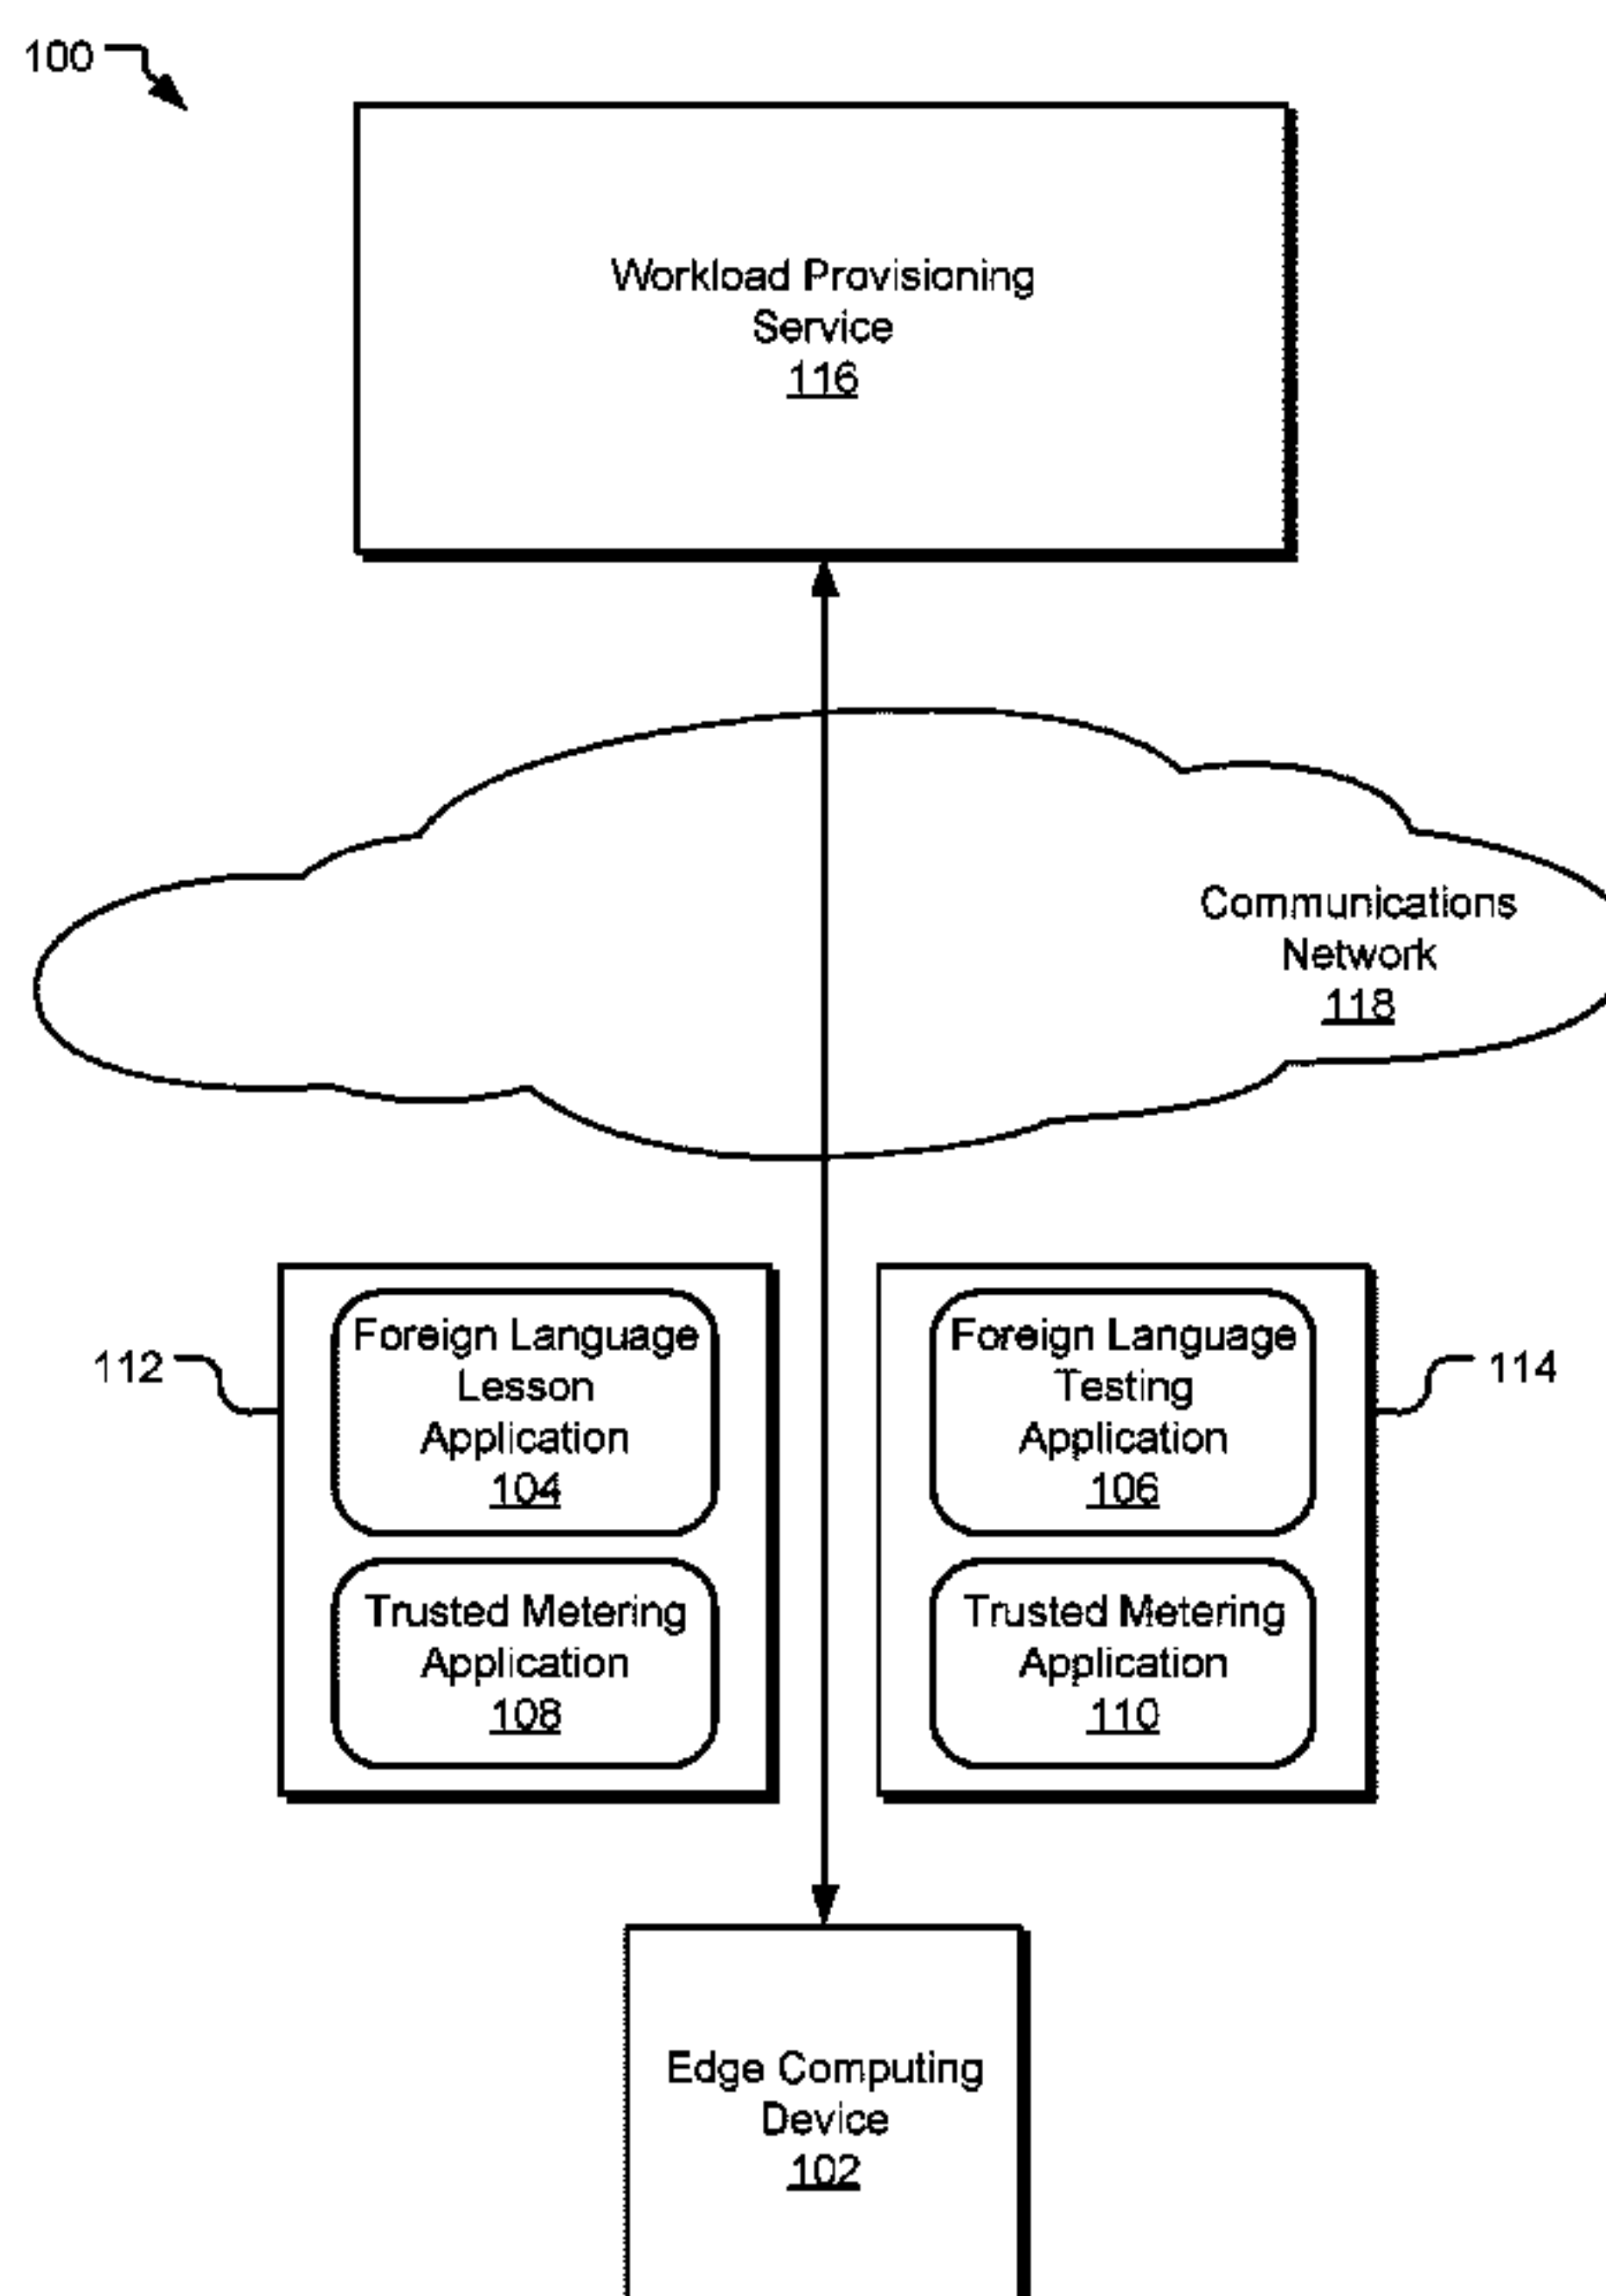 100
Workload Provisioning
Service
116
Communications
Network
118
112
Foreign Language
Lesson
Application
104
Trusted Metering
Application
108
Foreign Language
Testing
Application
106
Trusted Metering
Application
110
114
Edge Computing
Device
102